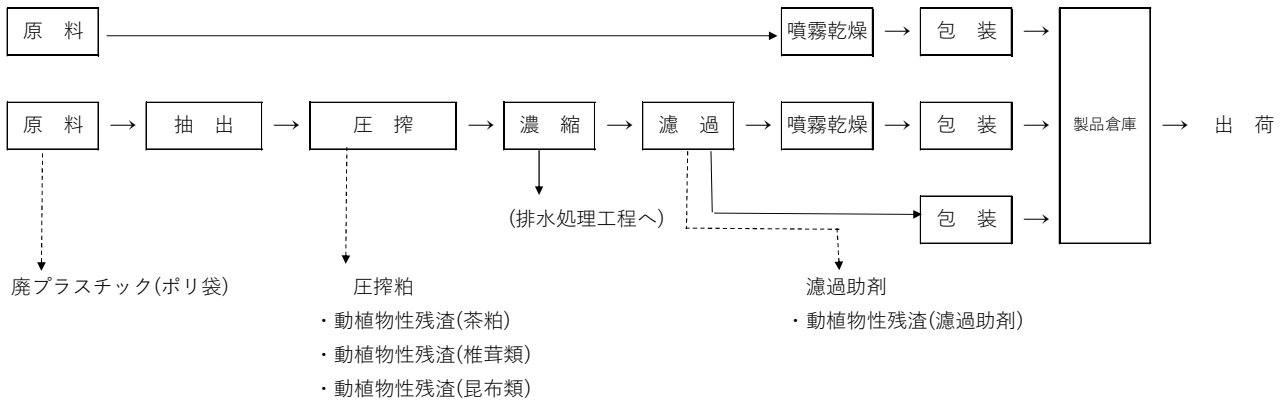 原　料　噴霧乾燥　→　包　装　→
原　料　→　抽　出　→　圧　搾　→　濃　縮　→　濾　過　→　噴霧乾燥　→　包　装　→　製品倉庫　→　出　荷
(排水処理工程へ)　包　装　→
廃プラスチック(ポリ袋)　圧搾粕　濾過助剤
・動植物性残渣(茶粕)　・動植物性残渣(濾過助剤)
・動植物性残渣(椎茸類)
・動植物性残渣(昆布類)